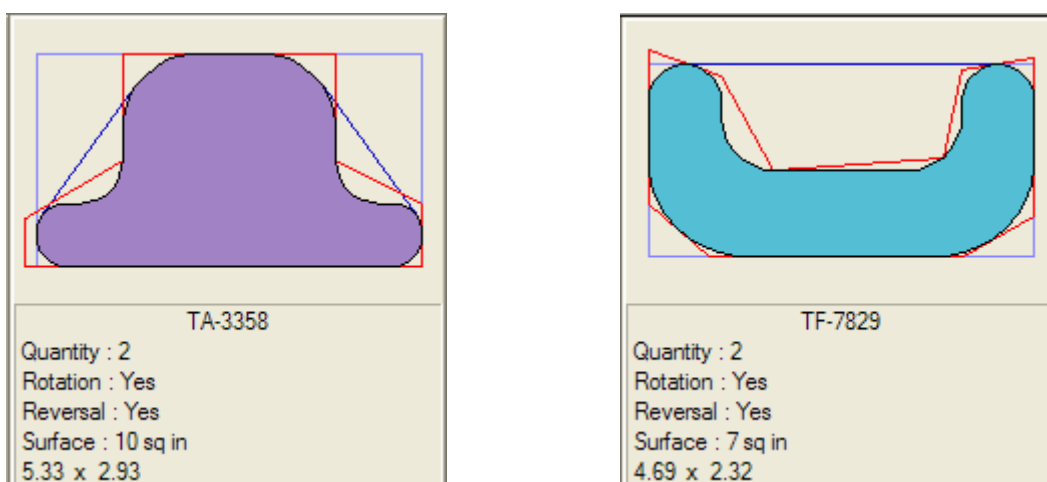 TA-3358
Quantity : 2
Rotation : Yes
Reversal : Yes
Surface : 10 sq in
5.33 x 2.93
TF-7829
Quantity : 2
Rotation : Yes
Reversal : Yes
Surface : 7 sq in
4.69 x 2.32